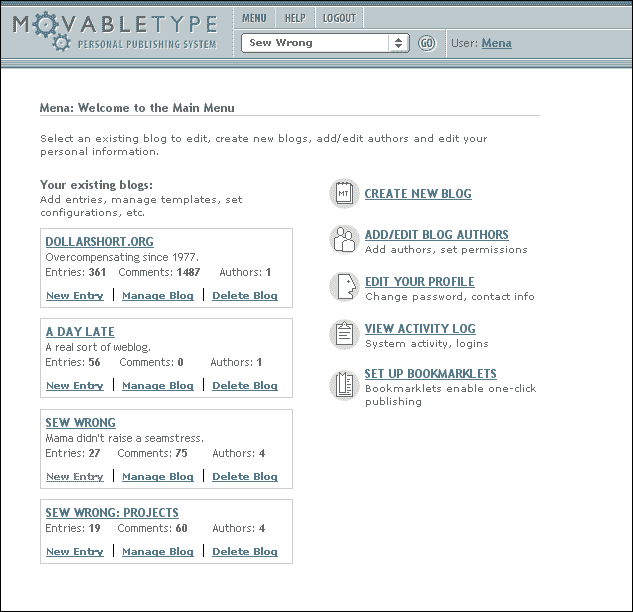 MOVABLETYPE
PERSONAL PUBLISHING SYSTEM
MENU HELP LOGOUT
Sew Wrong GO User: Mena
Mena: Welcome to the Main Menu
Select an existing blog to edit, create new blogs, add/edit authors and edit your
personal information.
Your existing blogs:
Add entries, manage templates, set
configurations, etc.
DOLLARSHORT.ORG
Overcompensating since 1977.
Entries: 361 Comments: 1487 Authors: 1
New Entry Manage Blog Delete Blog
A DAY LATE
A real sort of weblog.
Entries: 56 Comments: 0 Authors: 1
New Entry Manage Blog Delete Blog
SEW WRONG
Mama didn't raise a seamstress.
Entries: 27 Comments: 75 Authors: 4
New Entry Manage Blog Delete Blog
SEW WRONG: PROJECTS
Entries: 19 Comments: 60 Authors: 4
New Entry Manage Blog Delete Blog
MT
CREATE NEW BLOG
ADD/EDIT BLOG AUTHORS
Add authors, set permissions
EDIT YOUR PROFILE
Change password, contact info
VIEW ACTIVITY LOG
System activity, logins
SET UP BOOKMARKLETS
Bookmarklets enable one-click
publishing